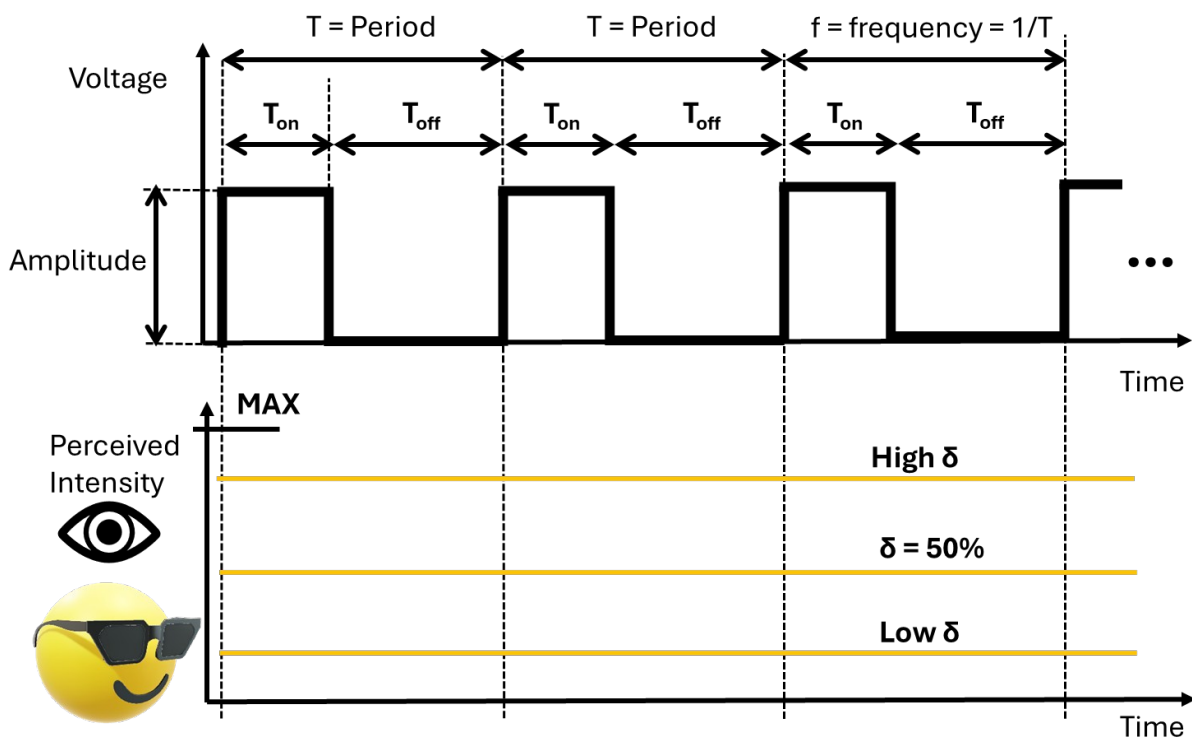 T = Period
T = Period
f = frequency = 1/T
Voltage
Ton
Toff
Ton
Toff
Ton
Toff
Amplitude
...
Time
MAX
Perceived
Intensity
High δ
δ = 50%
Low δ
Time